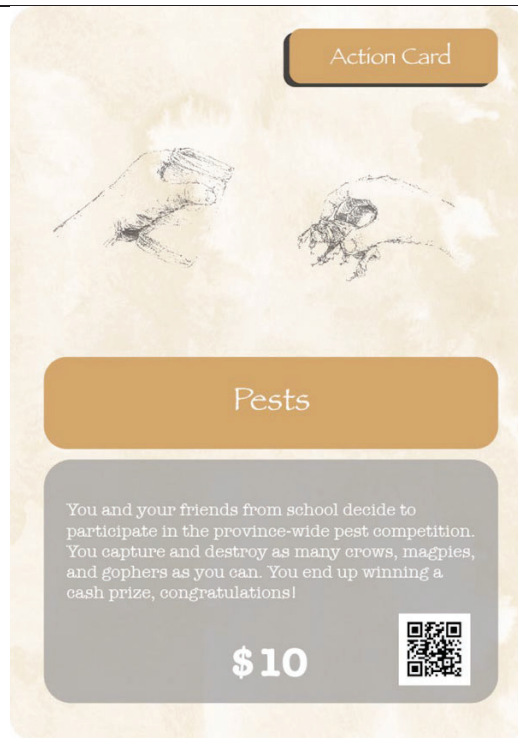 Action Card
Pests
You and your friends from school decide to
participate in the province-wide pest competition.
You capture and destroy as many crows, magpies,
and gophers as you can. You end up winning a
cash prize, congratulations!
$10